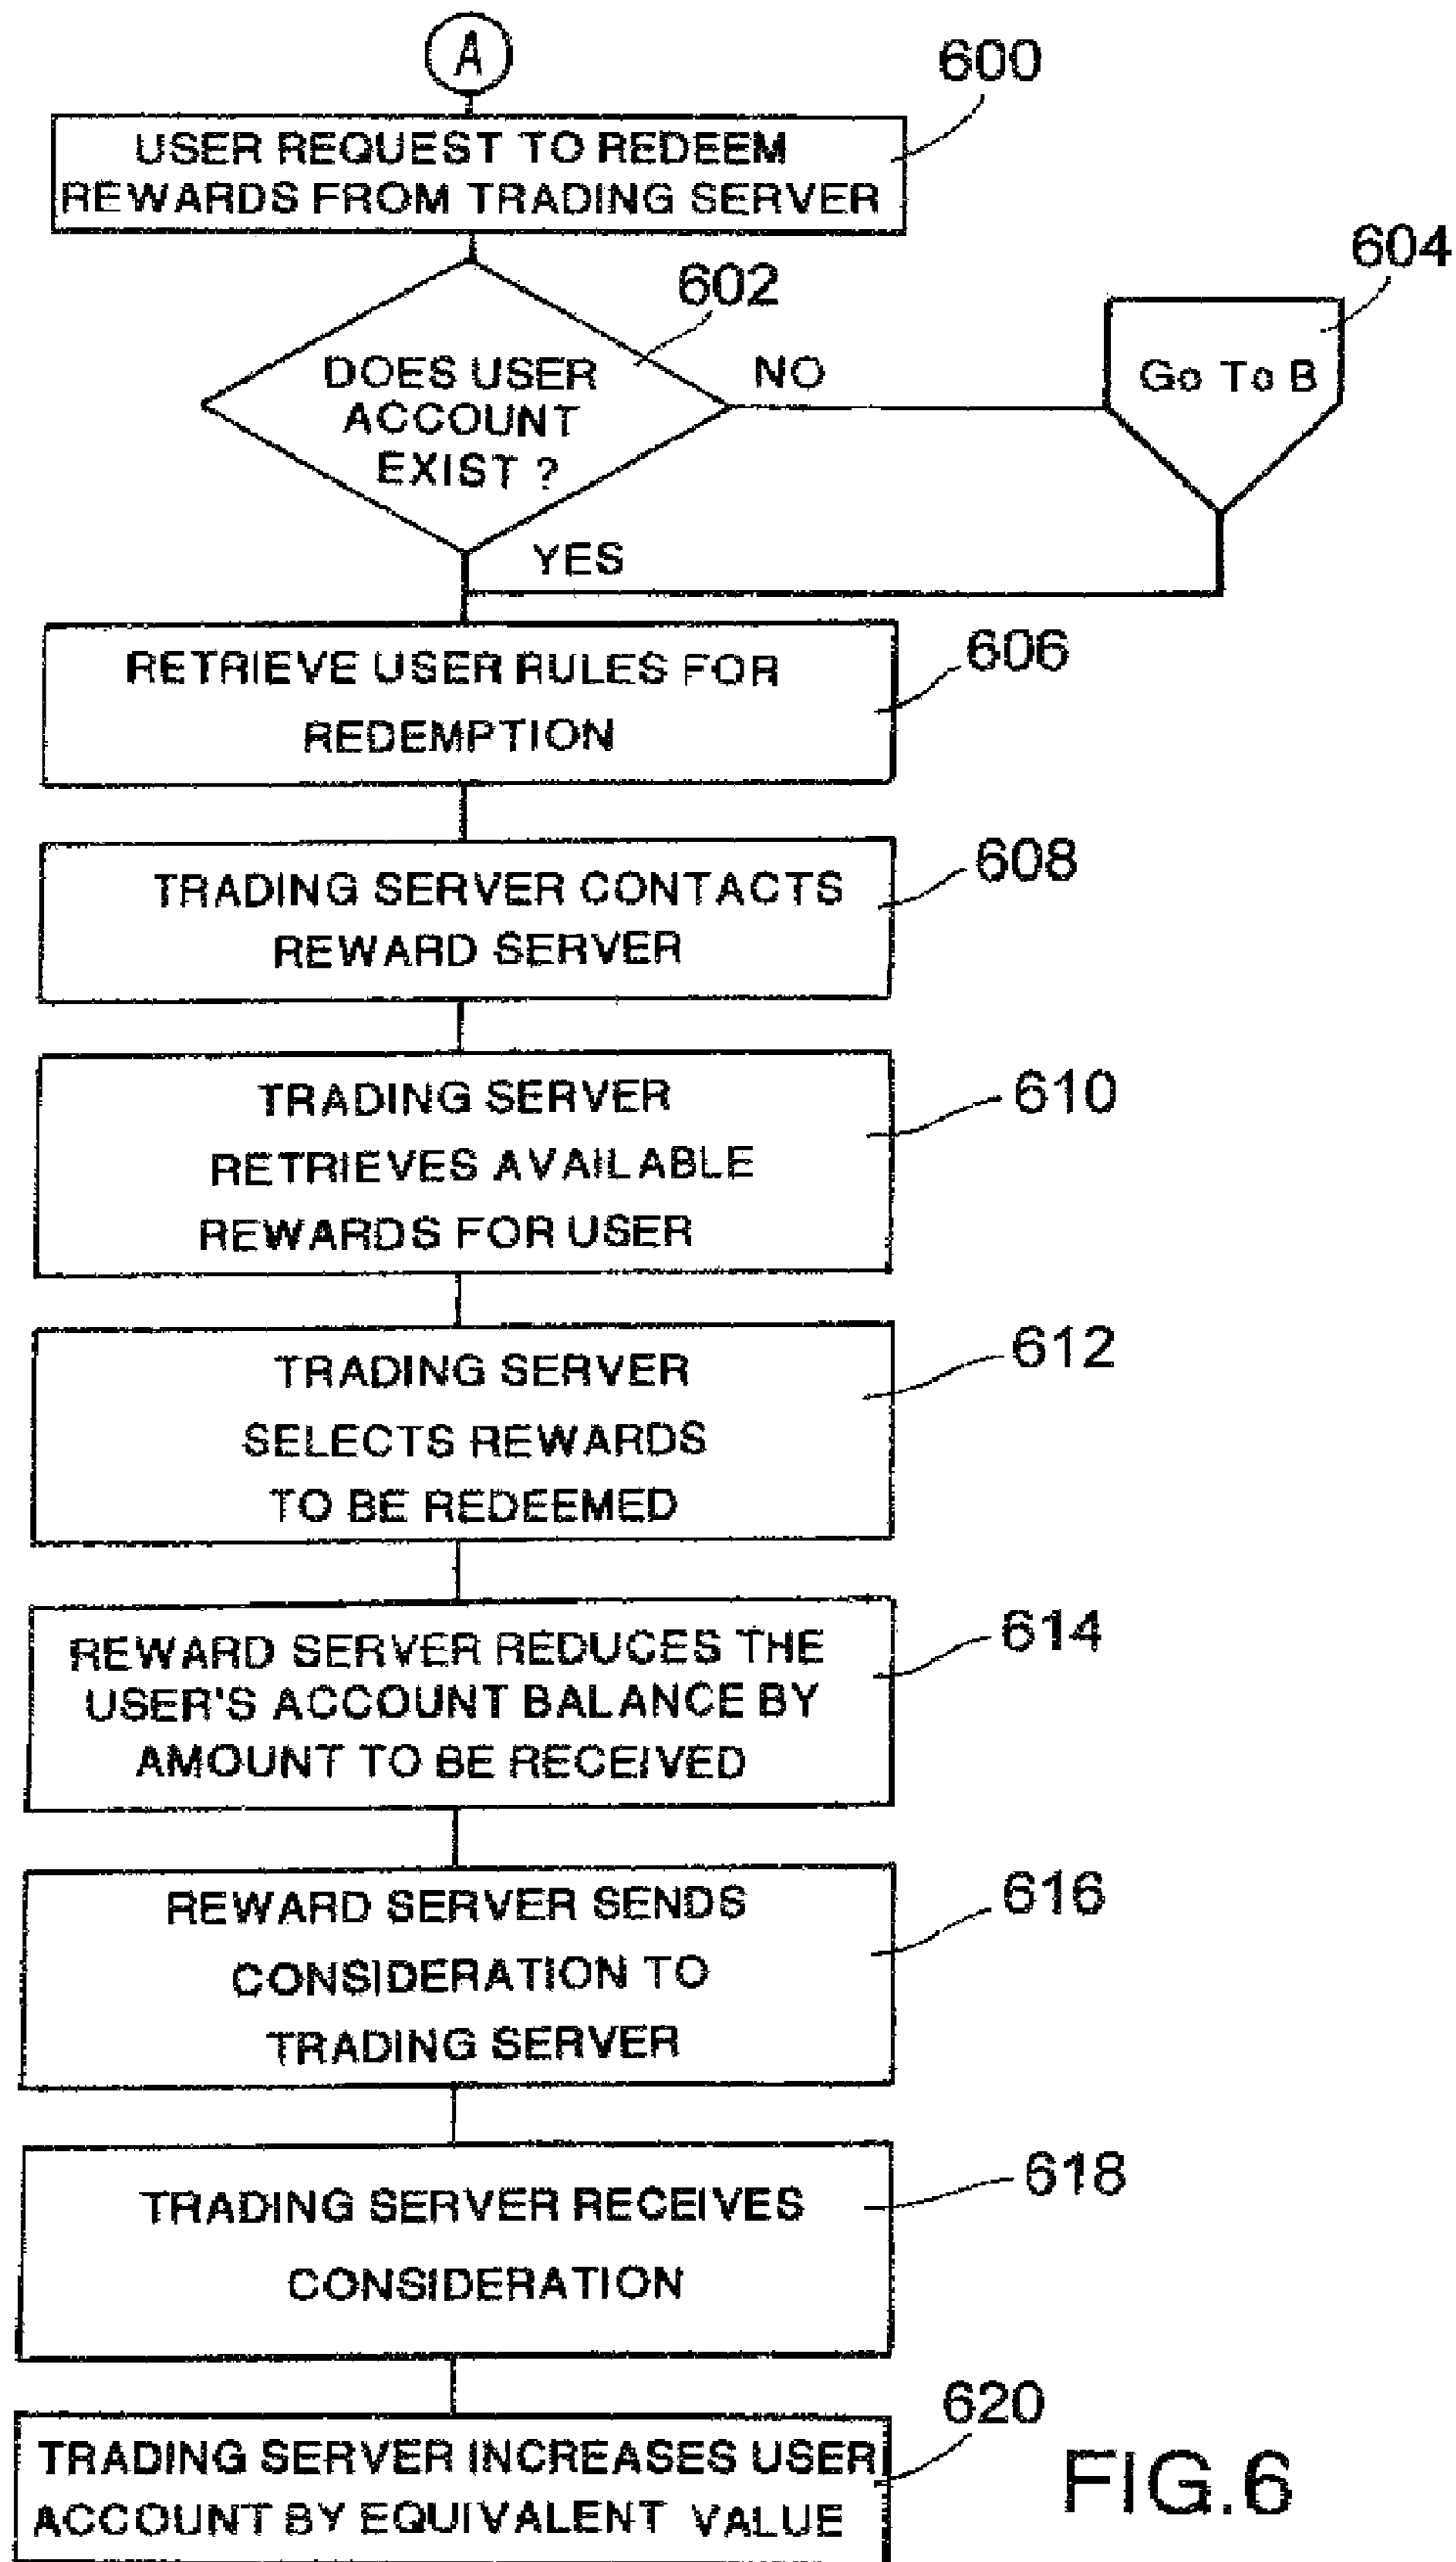 A
600
USER REQUEST TO REDEEM
REWARDS FROM TRADING SERVER
602
604
DOES USER
ACCOUNT
EXIST ?
NO
Go To B
YES
606
RETRIEVE USER RULES FOR
REDEMPTION
608
TRADING SERVER CONTACTS
REWARD SERVER
610
TRADING SERVER
RETRIEVES AVAILABLE
REWARDS FOR USER
612
TRADING SERVER
SELECTS REWARDS
TO BE REDEEMED
614
REWARD SERVER REDUCES THE
USER'S ACCOUNT BALANCE BY
AMOUNT TO BE RECEIVED
616
REWARD SERVER SENDS
CONSIDERATION TO
TRADING SERVER
618
TRADING SERVER RECEIVES
CONSIDERATION
620
TRADING SERVER INCREASES USER
ACCOUNT BY EQUIVALENT VALUE
FIG.6